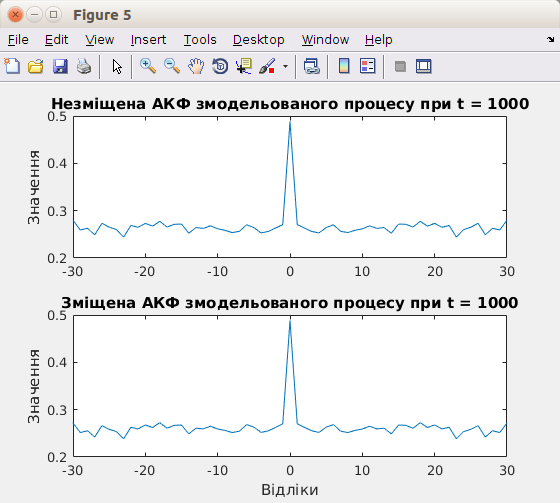 Figure 5
File Edit View Insert Tools Desktop Window Help
Незміщена АКФ змодельованого процесу при t = 1000
0.5
0.4
0.3
0.2
Значення
-30 -20 -10 0 10 20 30
Зміщена АКФ змодельованого процесу при t = 1000
0.5
0.4
0.3
0.2
Значення
-30 -20 -10 0 10 20 30
Відліки